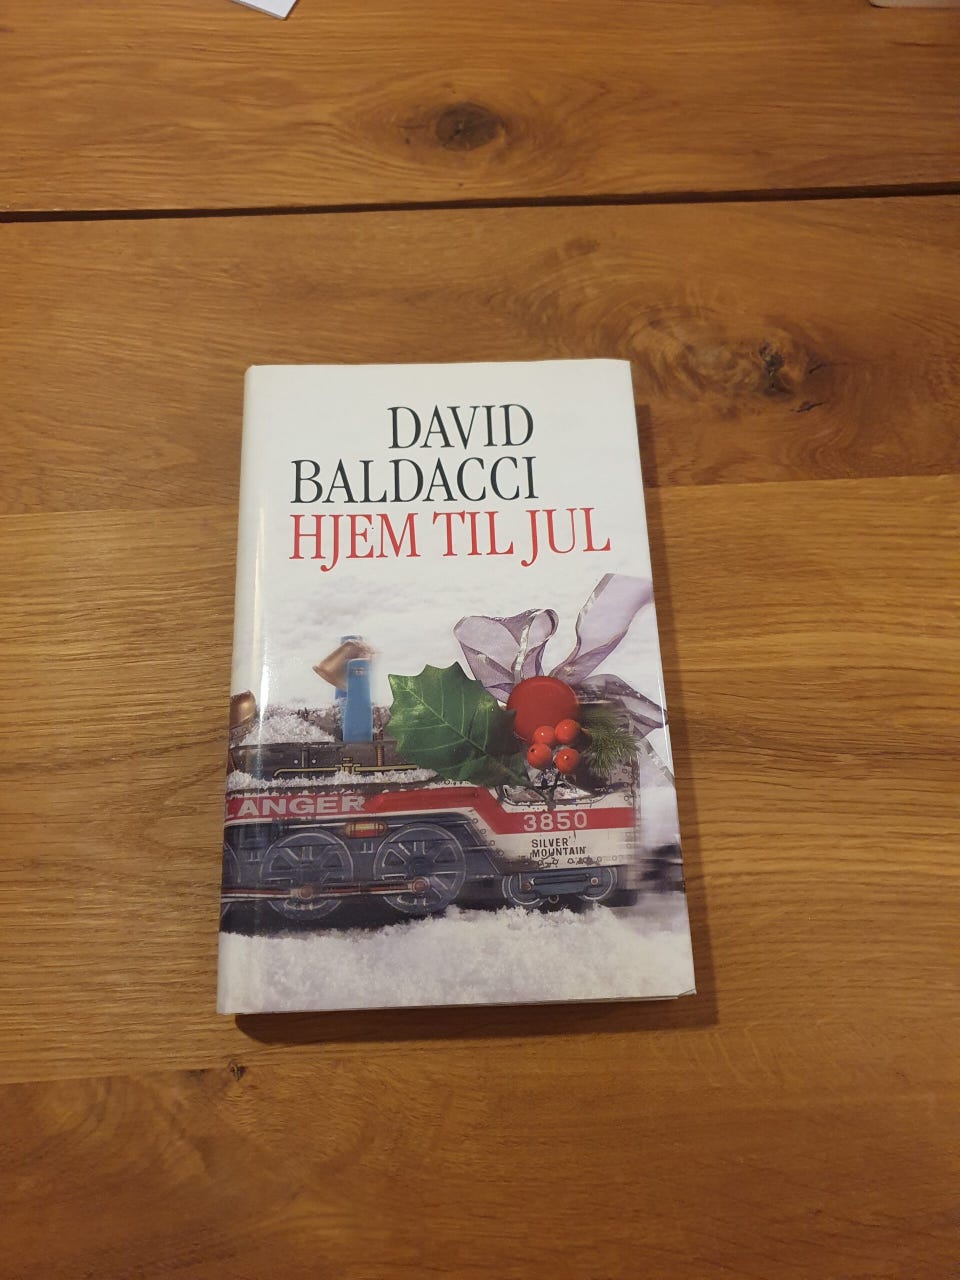 DAVID
BALDACCI
HJEM TIL JUL
ANGER
3850
SILVER
MOUNTAIN